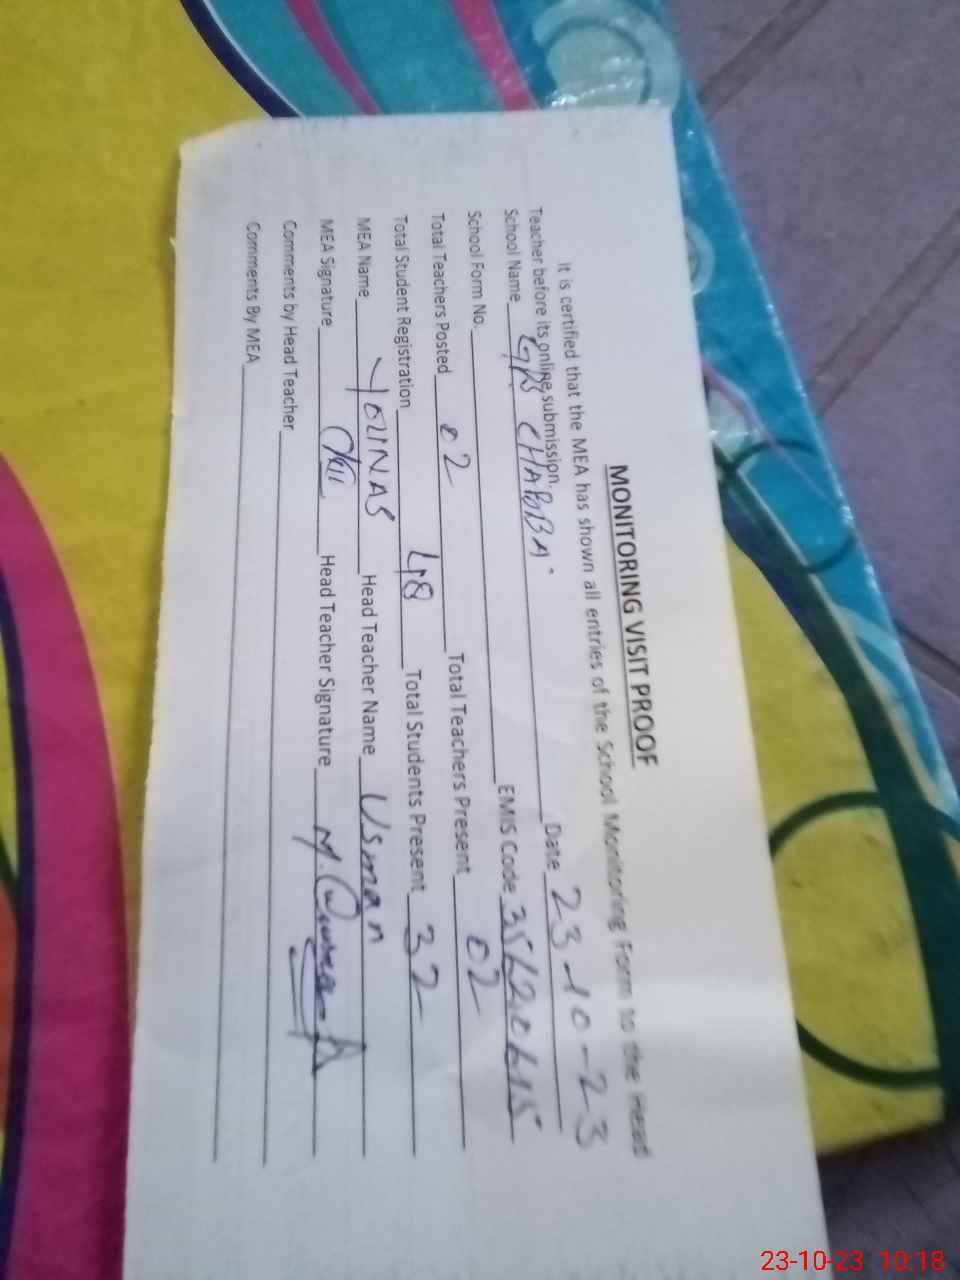 MONITORING VISIT PROOF
It is certified that the MEA has shown all entries of the School Monitoring Form to the Head
Teacher before its online submission.
School Name GPS CHABBA Date 23-10-23
School Form No. EMIS Code
Total Teachers Posted 02 Total Teachers Present 02
Total Student Registration 48 Total Students Present 32
MEA Name YOUNAS Head Teacher Name Usman
MEA Signature Head Teacher Signature
Comments by Head Teacher
Comments By MEA
23-10-23 10:18